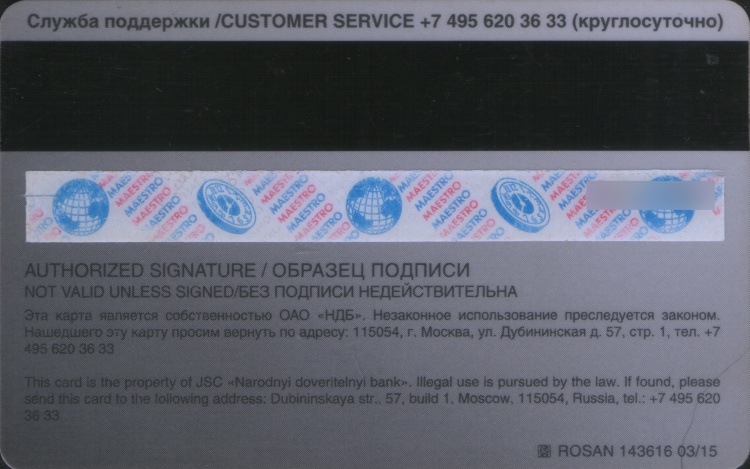 Служба поддержки /CUSTOMER SERVICE +7 495 620 36 33 (круглосуточно)
MAESTRO MAESTRO MAESTRO MAESTRO
AUTHORIZED SIGNATURE / ОБРАЗЕЦ ПОДПИСИ
NOT VALID UNLESS SIGNED/БЕЗ ПОДПИСИ НЕДЕЙСТВИТЕЛЬНА
Эта карта является собственностью ОАО «НДБ». Незаконное использование преследуется законом.
Нашедшего эту карту просим вернуть по адресу: 115054, г. Москва, ул. Дубининская д. 57, стр. 1, тел. +7
495 620 36 33
This card is the property of JSC «Narodnyi doveritelnyi bank». Illegal use is pursued by the law. If found, please
send this card to the following address: Dubininskaya str., 57, build 1, Moscow, 115054, Russia, tel.: +7 495 620
36 33
ROSAN 143616 03/15